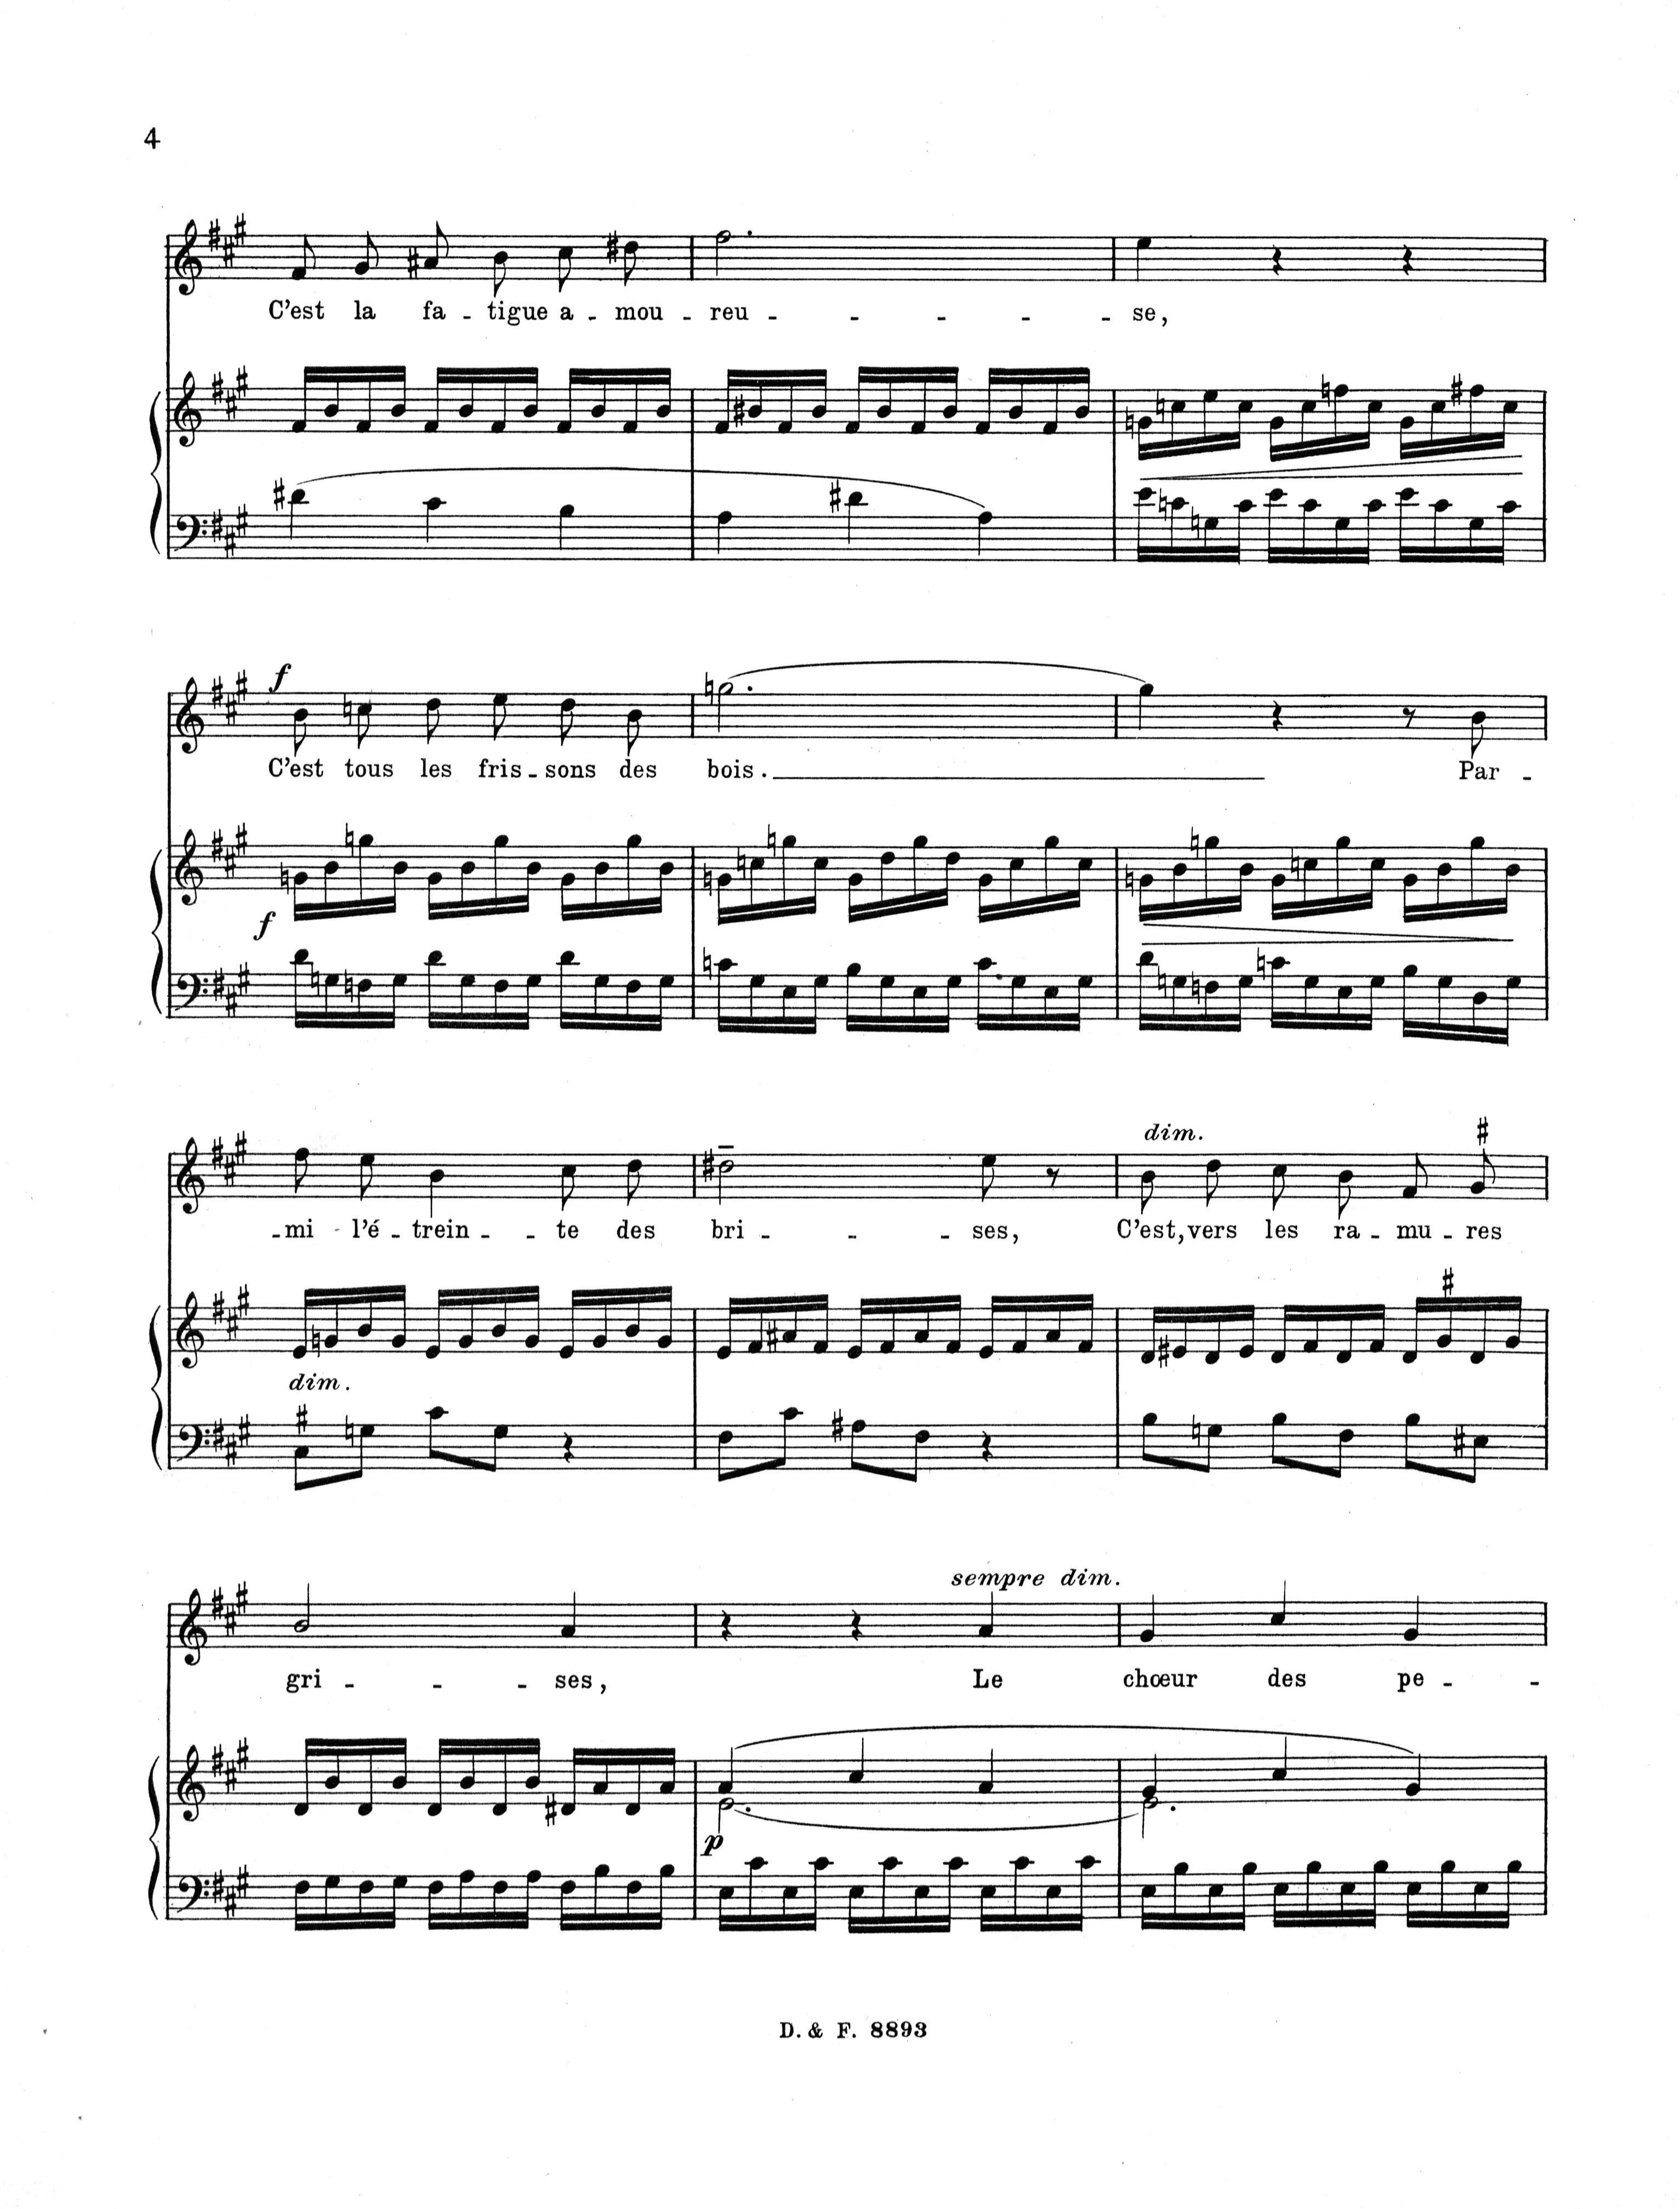 4
C'est la fa - tigue a - mou - reu - - - - - se,
f
C'est tous les fris - sons des bois. Par -
f
dim.
- mi l'é - trein - - te des bri - - - ses, C'est, vers les ra - mu - res
dim.
sempre dim.
gri - - - ses, Le chœur des pe - -
p
D. & F. 8893